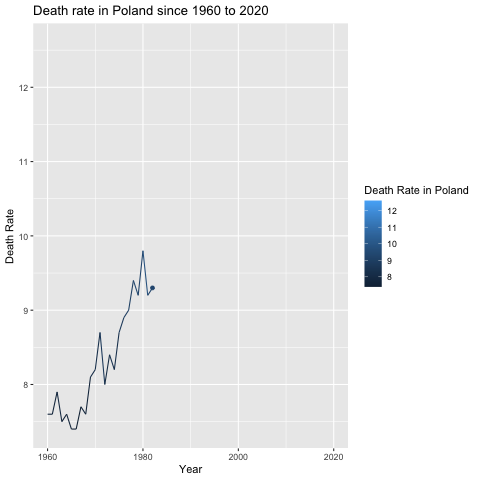 Death rate in Poland since 1960 to 2020
12
11
10
9
8
Death Rate
1960 1980 2000 2020
Year
Death Rate in Poland
12
11
10
9
8